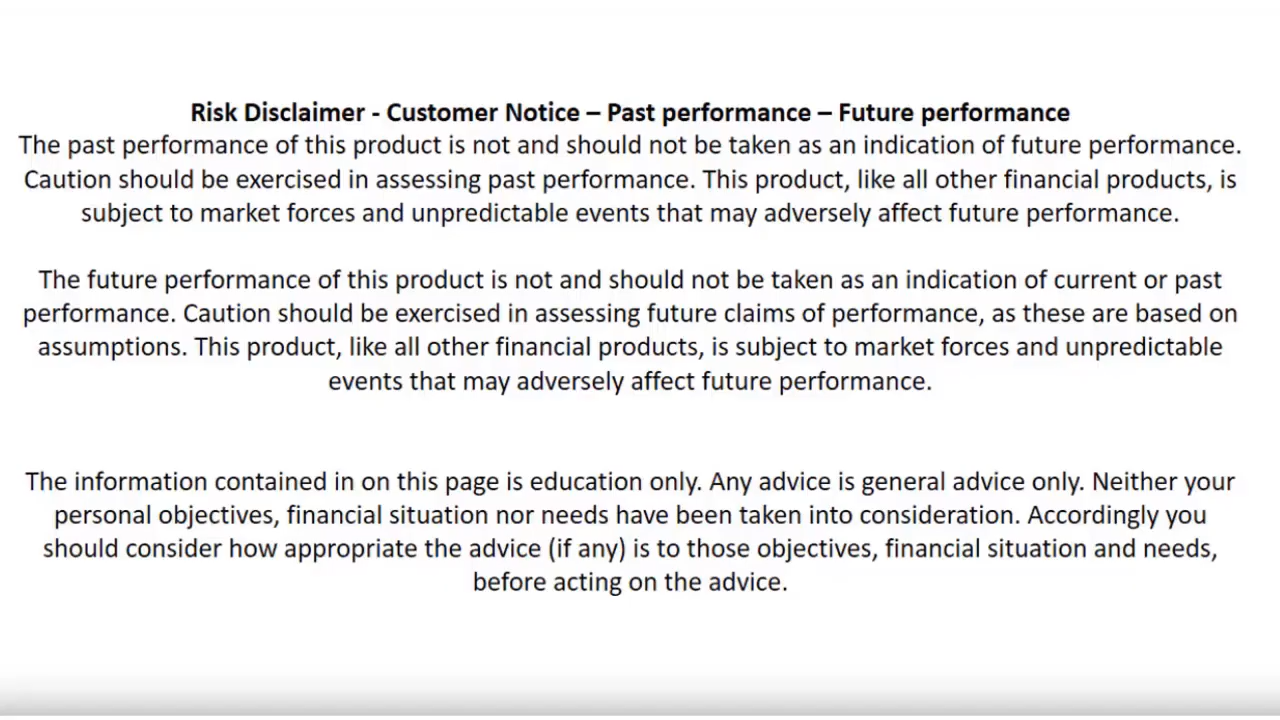 Risk Disclaimer - Customer Notice – Past performance – Future performance
The past performance of this product is not and should not be taken as an indication of future performance.
Caution should be exercised in assessing past performance. This product, like all other financial products, is
subject to market forces and unpredictable events that may adversely affect future performance.
The future performance of this product is not and should not be taken as an indication of current or past
performance. Caution should be exercised in assessing future claims of performance, as these are based on
assumptions. This product, like all other financial products, is subject to market forces and unpredictable
events that may adversely affect future performance.
The information contained in on this page is education only. Any advice is general advice only. Neither your
personal objectives, financial situation nor needs have been taken into consideration. Accordingly you
should consider how appropriate the advice (if any) is to those objectives, financial situation and needs,
before acting on the advice.